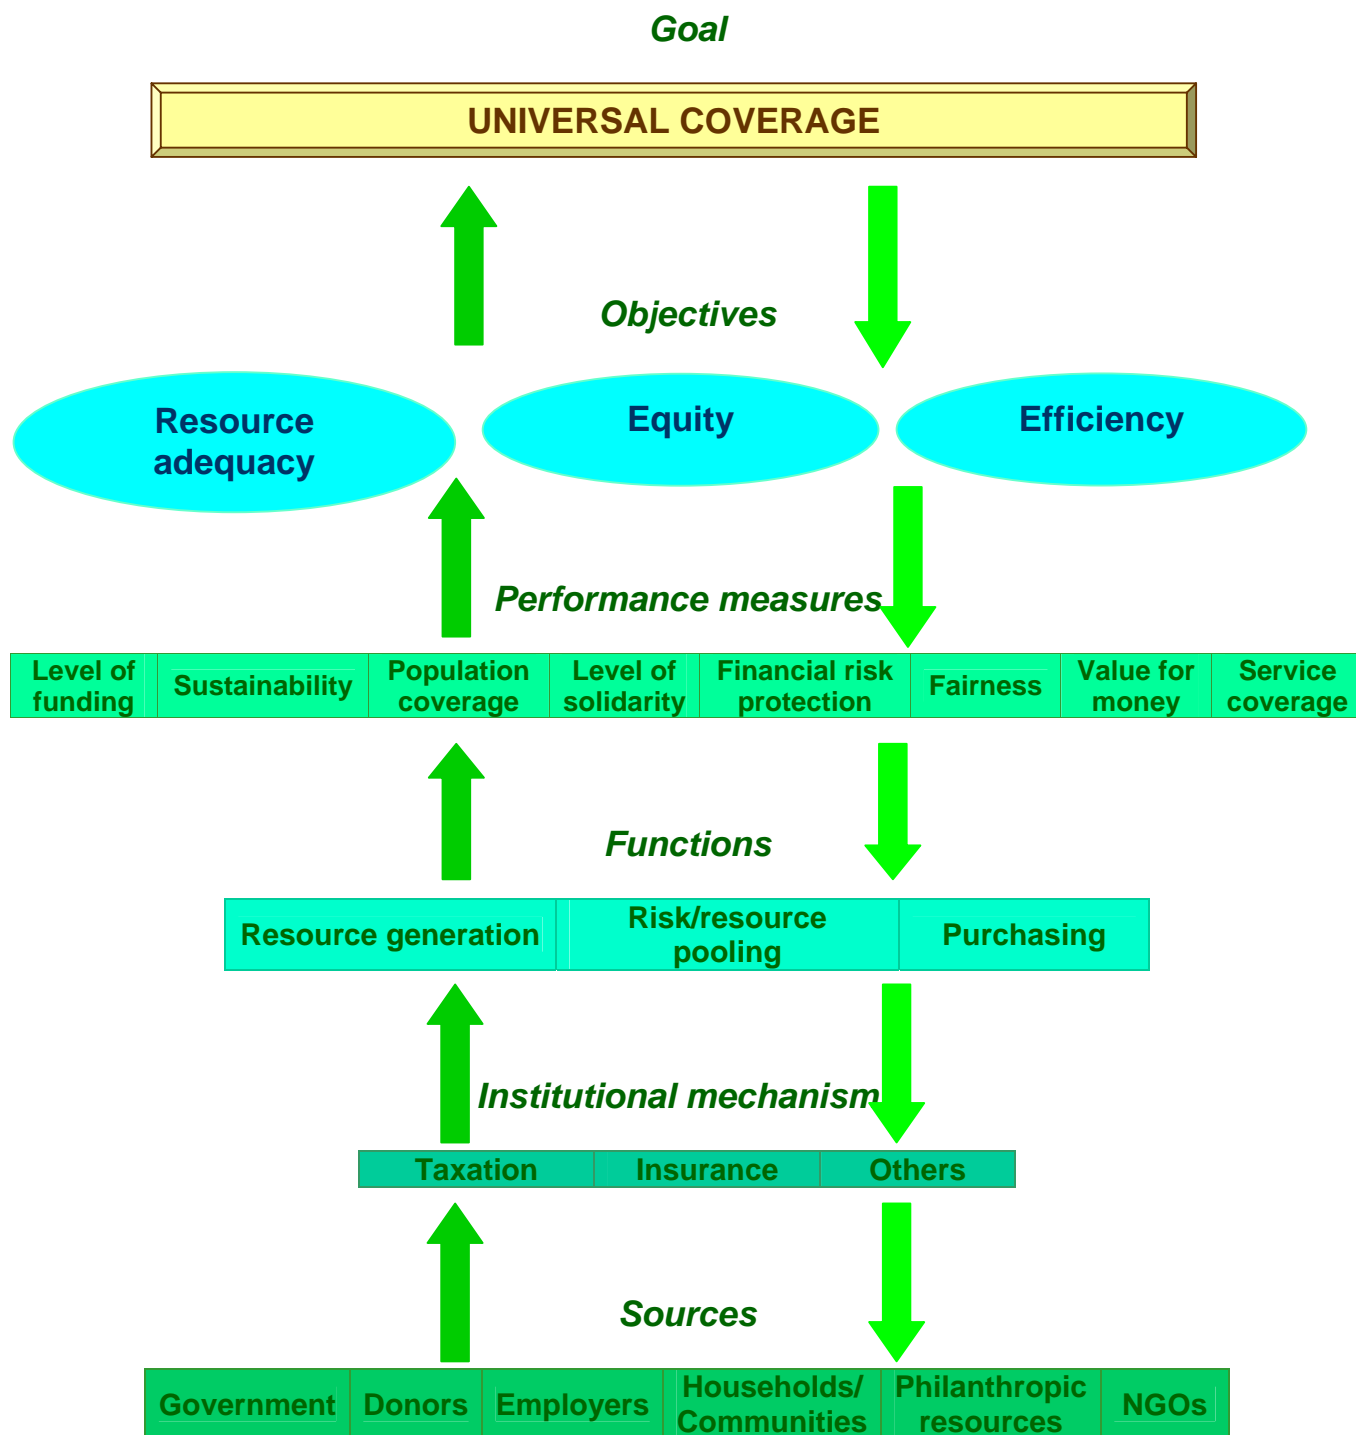 Goal
UNIVERSAL COVERAGE
Objectives
Resource
adequacy
Equity
Efficiency
Performance measures
Level of
funding
Sustainability
Population
coverage
Level of
solidarity
Financial risk
protection
Fairness
Value for
money
Service
coverage
Functions
Resource generation
Risk/resource
pooling
Purchasing
Institutional mechanism
Taxation
Insurance
Others
Sources
Government
Donors
Employers
Households/
Communities
Philanthropic
resources
NGOs